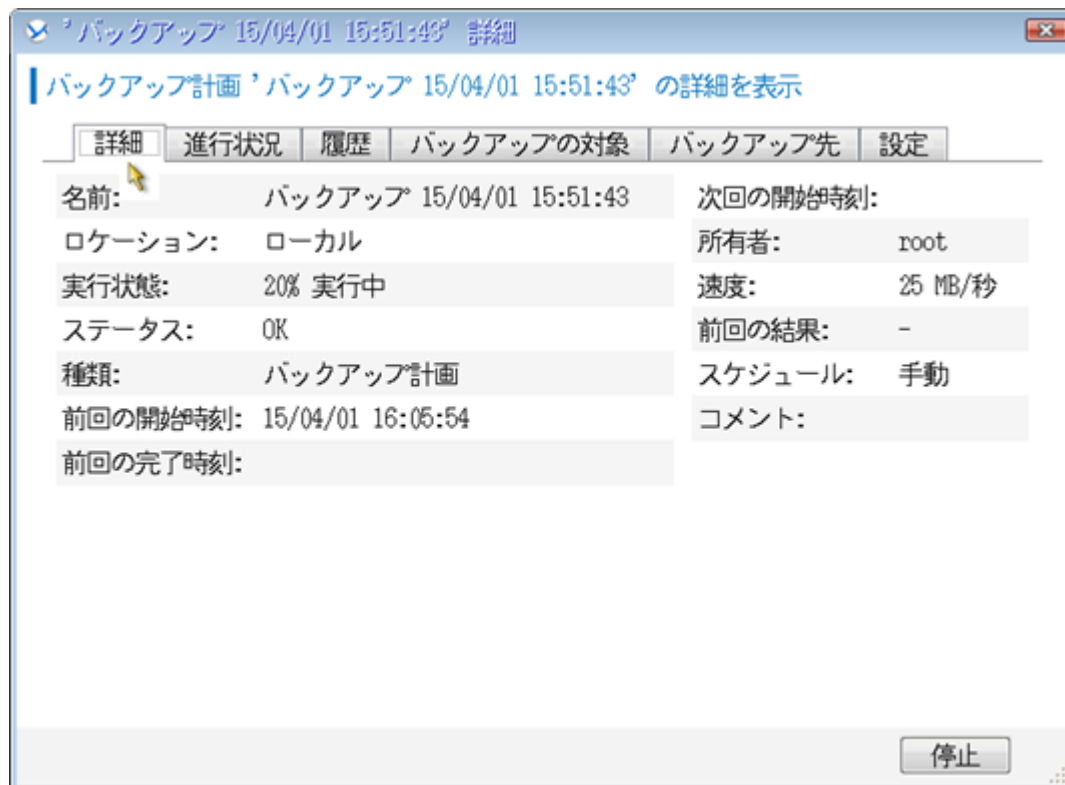 'バックアップ 15/04/01 15:51:43' 詳細
バックアップ計画 'バックアップ 15/04/01 15:51:43' の詳細を表示
詳細 進行状況 履歴 バックアップの対象 バックアップ先 設定
名前: バックアップ 15/04/01 15:51:43 次回の開始時刻:
ロケーション: ローカル 所有者: root
実行状態: 20% 実行中 速度: 25 MB/秒
ステータス: OK 前回の結果: -
種類: バックアップ計画 スケジュール: 手動
前回の開始時刻: 15/04/01 16:05:54 コメント:
前回の完了時刻:
停止